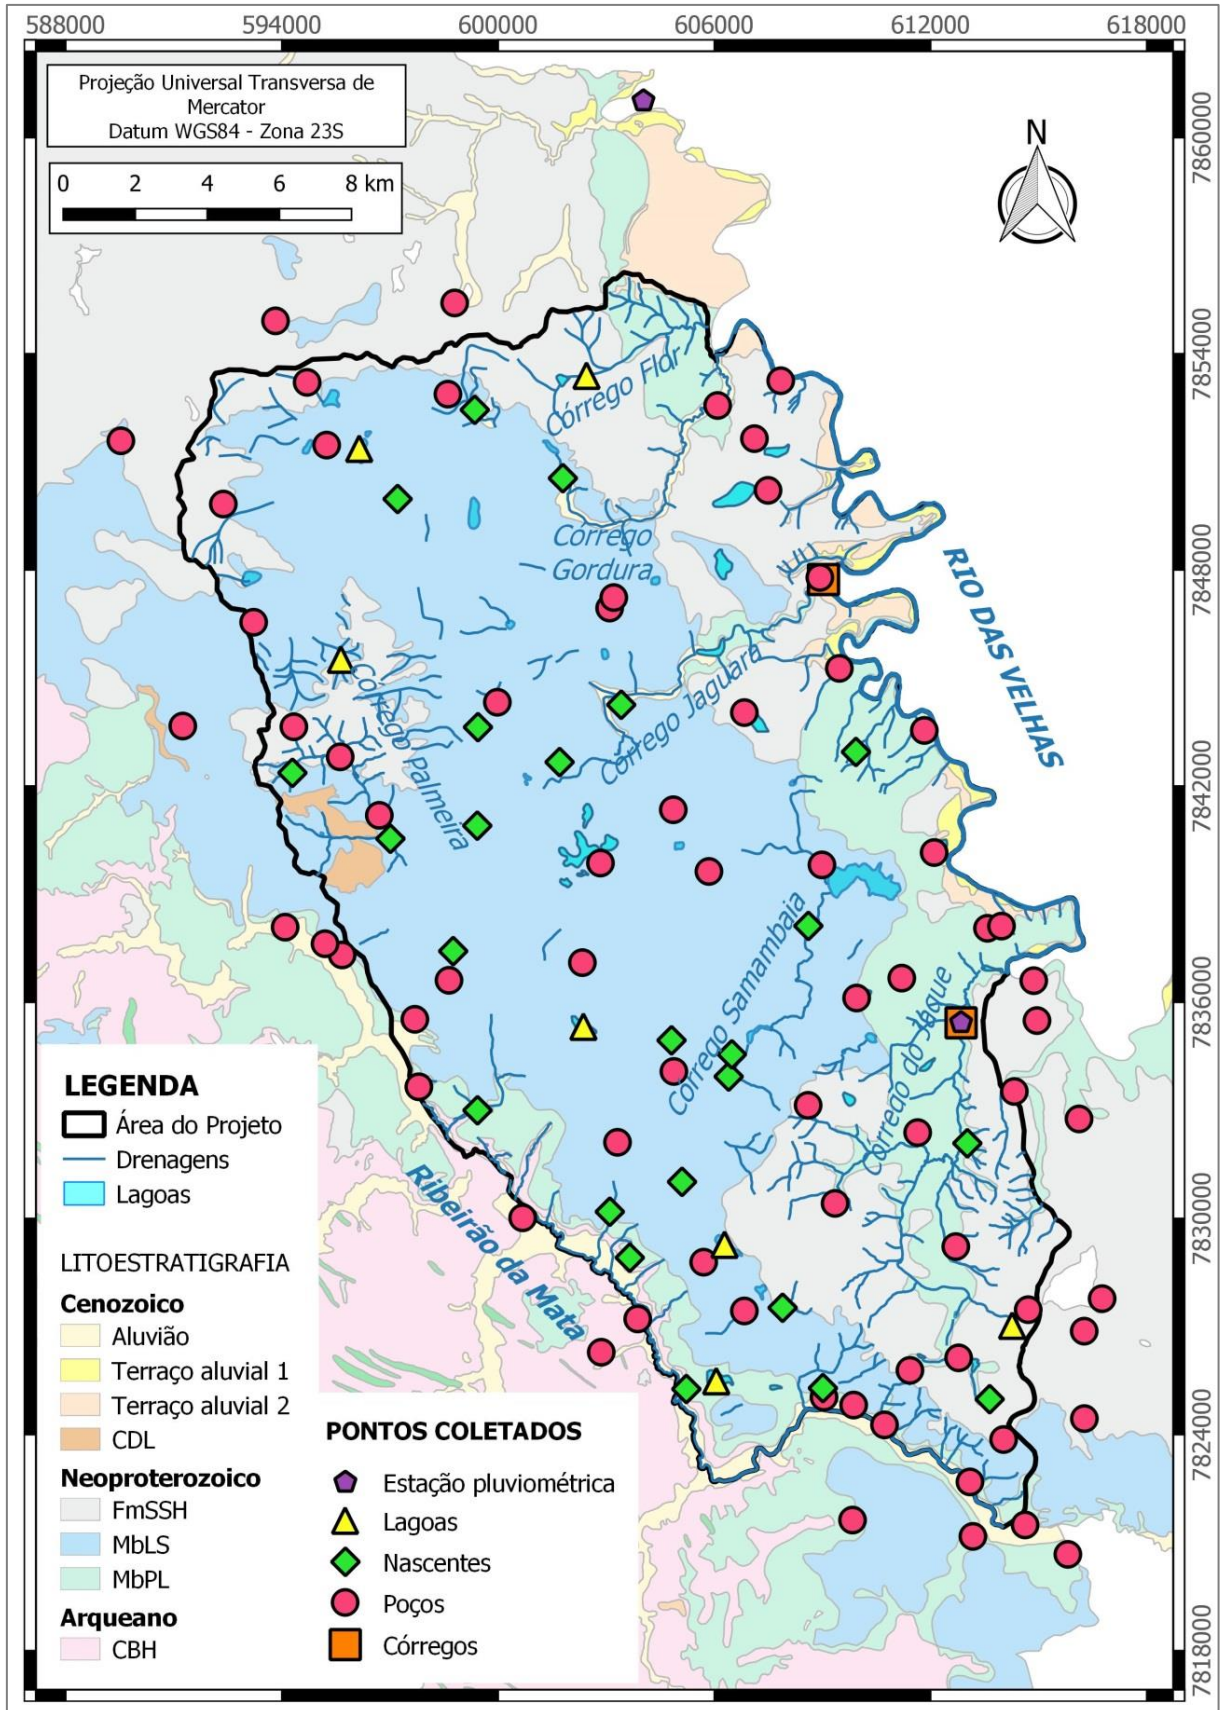 588000
594000
600000
606000
612000
618000
Projeção Universal Transversa de
Mercator
Datum WGS84 - Zona 23S
0 2 4 6 8 km
N
7860000
7854000
7848000
7842000
7836000
7830000
7824000
7818000
Córrego Flor
Córrego
Gordura
RIO DAS VELHAS
Córrego Jaguara
Córrego Palmeira
Córrego Samambaia
Córrego do Jaque
Ribeirão da Mata
LEGENDA
Área do Projeto
Drenagens
Lagoas
LITOESTRATIGRAFIA
Cenozoico
Aluvião
Terraço aluvial 1
Terraço aluvial 2
CDL
Neoproterozoico
FmSSH
MbLS
MbPL
Arqueano
CBH
PONTOS COLETADOS
Estação pluviométrica
Lagoas
Nascentes
Poços
Córregos